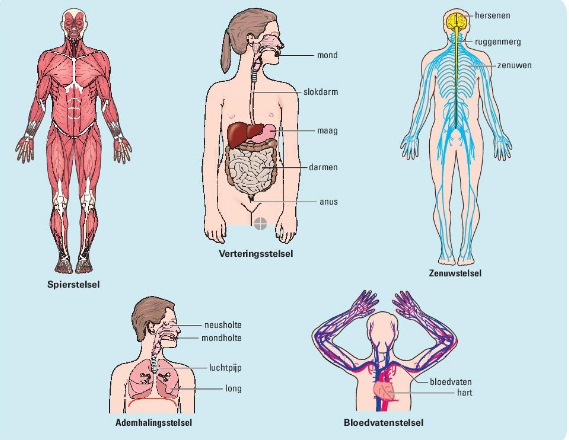 hersenen
ruggenmerg
zenuwen
mond
slokdarm
maag
darmen
anus
Spierstelsel
Verteringsstelsel
Zenuwstelsel
neusholte
mondholte
luchtpijp
long
Ademhalingsstelsel
bloedvaten
hart
Bloedvatenstelsel